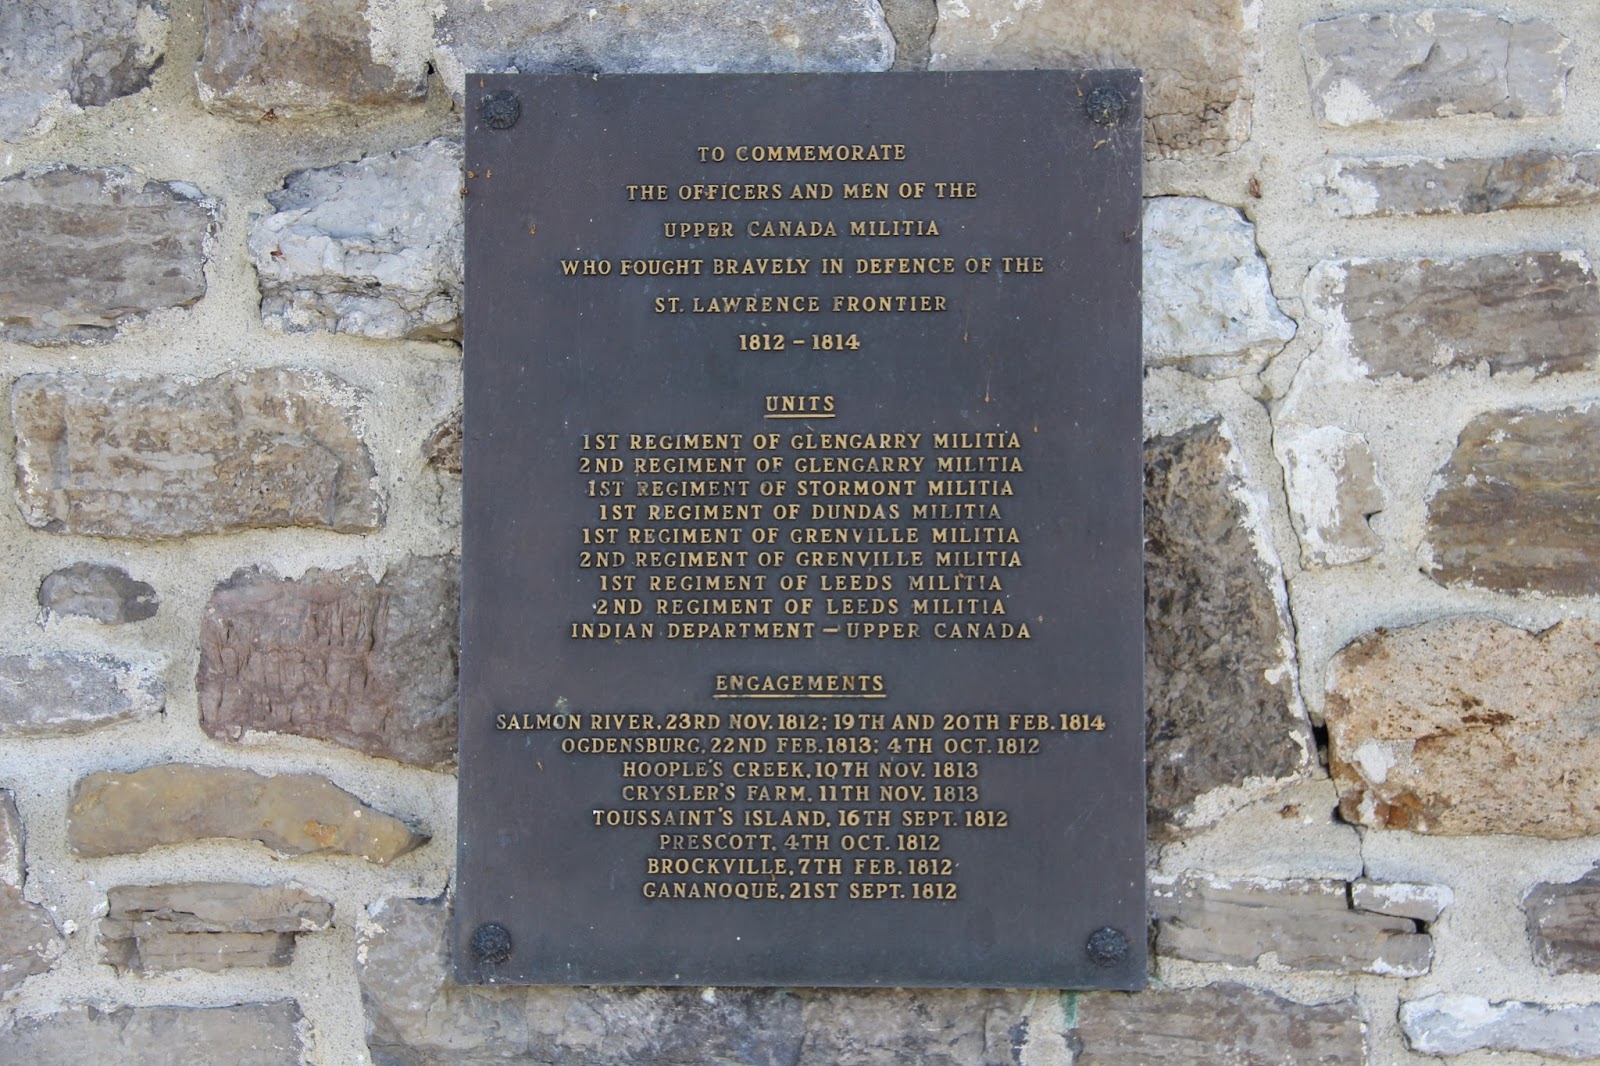 TO COMMEMORATE
THE OFFICERS AND MEN OF THE
UPPER CANADA MILITIA
WHO FOUGHT BRAVELY IN DEFENCE OF THE
ST. LAWRENCE FRONTIER
1812 – 1814
UNITS
1ST REGIMENT OF GLENGARRY MILITIA
2ND REGIMENT OF GLENGARRY MILITIA
1ST REGIMENT OF STORMONT MILITIA
1ST REGIMENT OF DUNDAS MILITIA
1ST REGIMENT OF GRENVILLE MILITIA
2ND REGIMENT OF GRENVILLE MILITIA
1ST REGIMENT OF LEEDS MILITIA
2ND REGIMENT OF LEEDS MILITIA
INDIAN DEPARTMENT – UPPER CANADA
ENGAGEMENTS
SALMON RIVER, 23RD NOV. 1812; 19TH AND 20TH FEB. 1814
OGDENSBURG, 22ND FEB. 1813; 4TH OCT. 1812
HOOPLE'S CREEK, 10TH NOV. 1813
CRYSLER'S FARM, 11TH NOV. 1813
TOUSSAINT'S ISLAND, 16TH SEPT. 1812
PRESCOTT, 4TH OCT. 1812
BROCKVILLE, 7TH FEB. 1812
GANANOQUE, 21ST SEPT. 1812